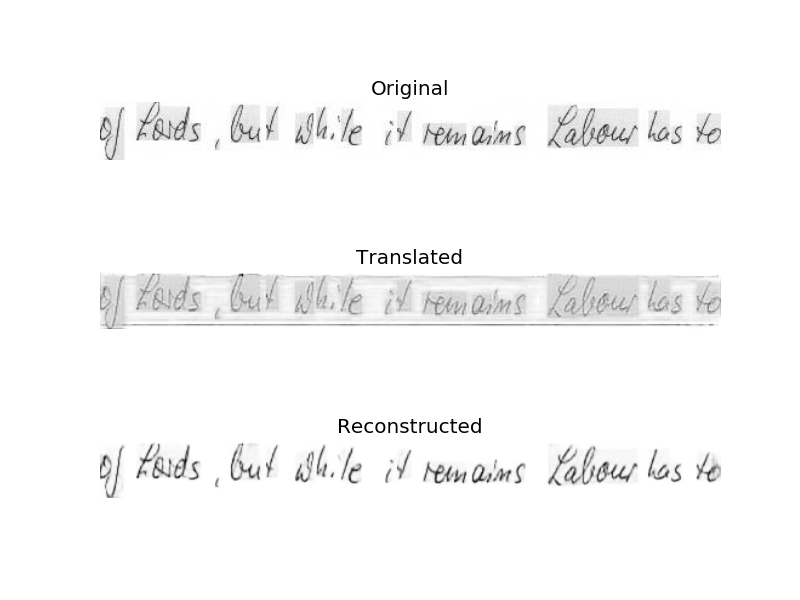 Original
of Lords, but while it remains Labour has to
Translated
of Lords, but while it remains Labour has to
Reconstructed
of Lords, but while it remains Labour has to